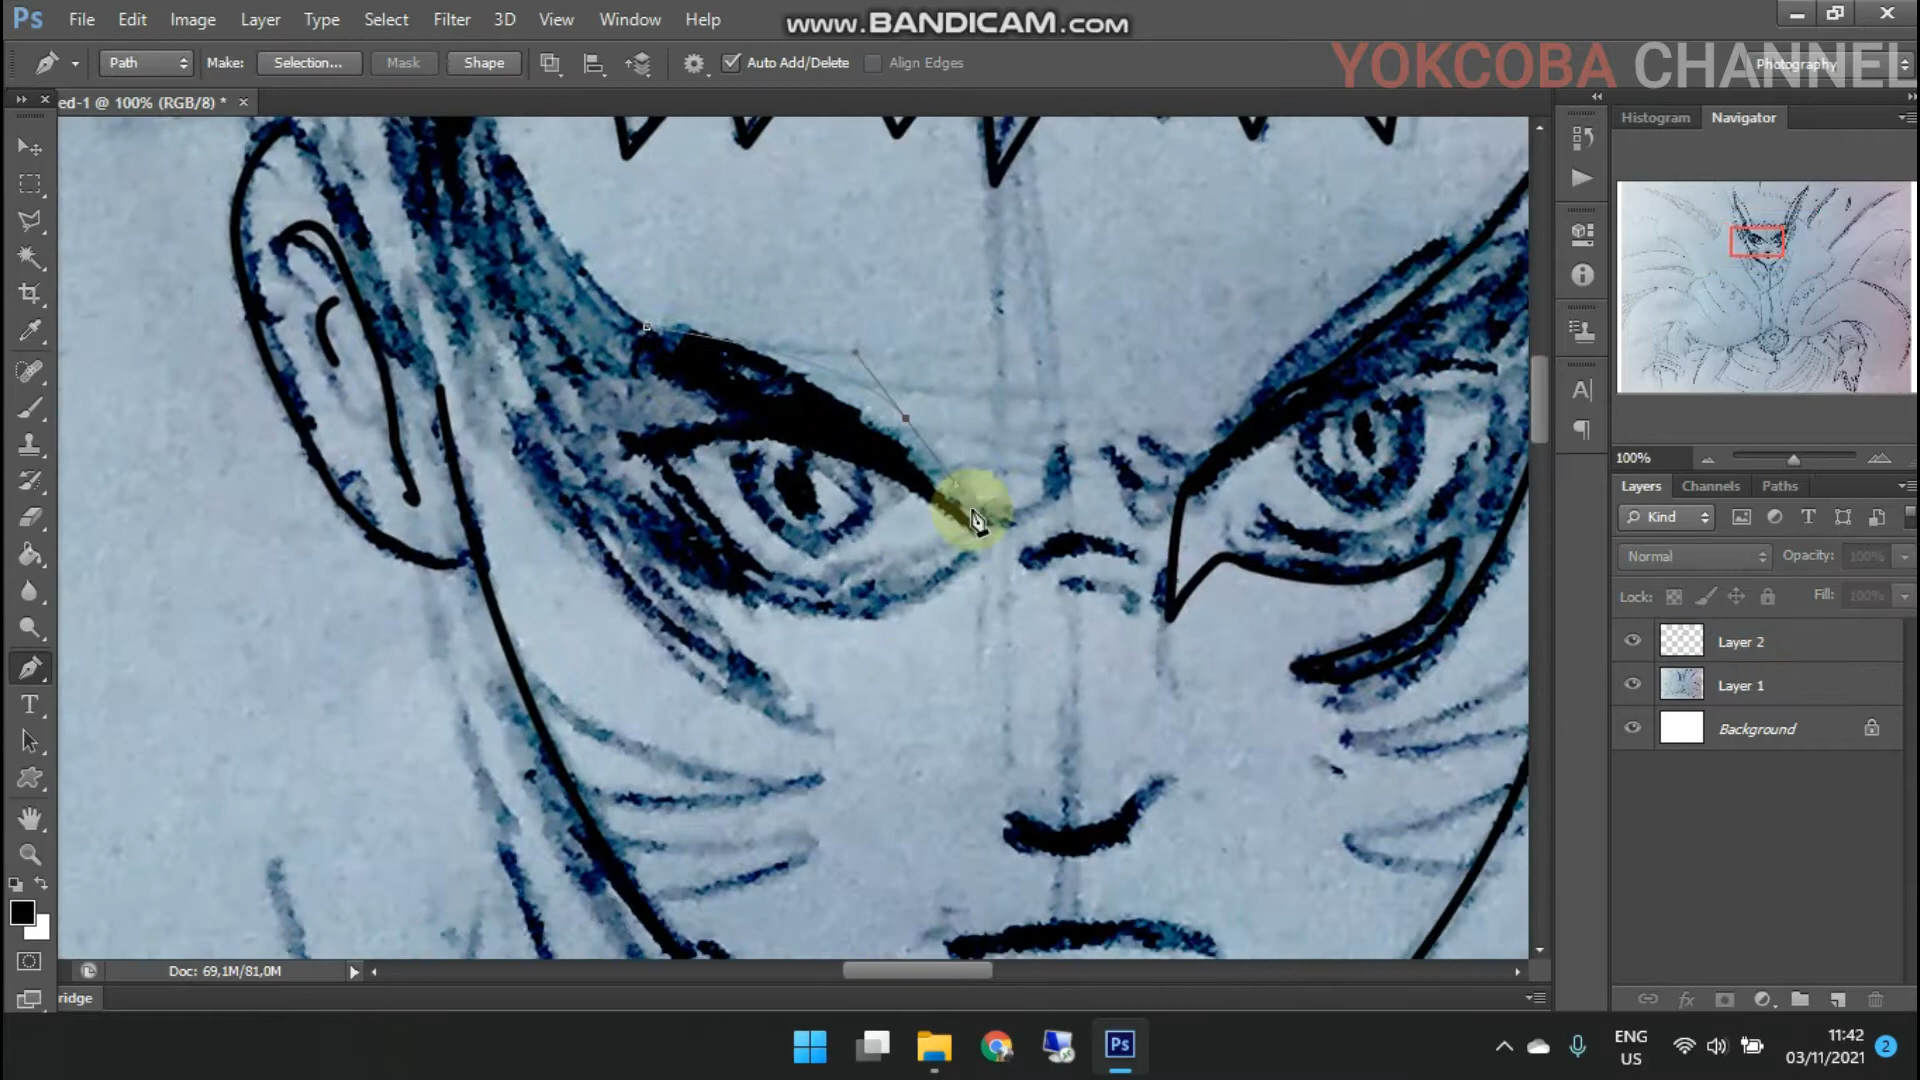 Ps File Edit Image Layer Type Select Filter 3D View Window Help
www.BANDICAM.com
Path Make: Selection... Mask Shape Auto Add/Delete Align Edges
Photography
YOKCOBA CHANNEL
ed-1 @ 100% (RGB/8) *
Histogram Navigator
100%
Layers Channels Paths
Kind
Normal Opacity: 100%
Lock: Fill: 100%
Layer 2
Layer 1
Background
Doc: 69,1M/81,0M
ridge
Ps
ENG
US
11:42
03/11/2021
2